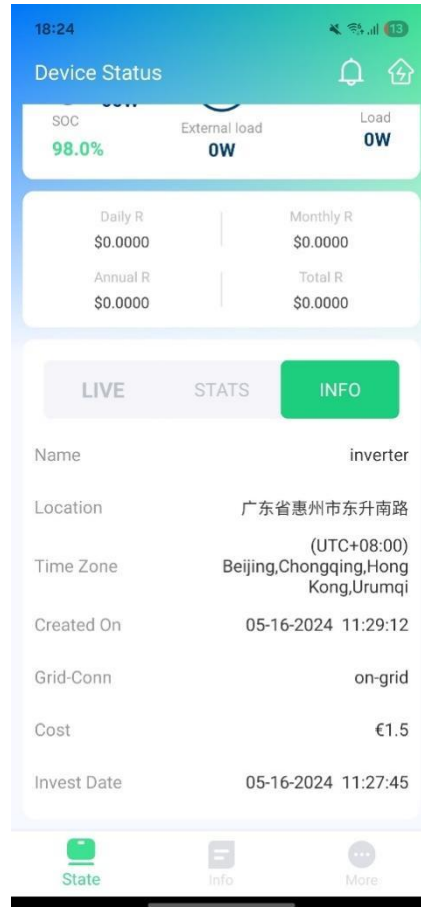 18:24
13
Device Status
SOC
98.0%
External load
0W
Load
0W
Daily R
$0.0000
Monthly R
$0.0000
Annual R
$0.0000
Total R
$0.0000
LIVE
STATS
INFO
Name
inverter
Location
广东省惠州市东升南路
Time Zone
(UTC+08:00)
Beijing,Chongqing,Hong
Kong,Urumqi
Created On
05-16-2024 11:29:12
Grid-Conn
on-grid
Cost
€1.5
Invest Date
05-16-2024 11:27:45
State
Info
More